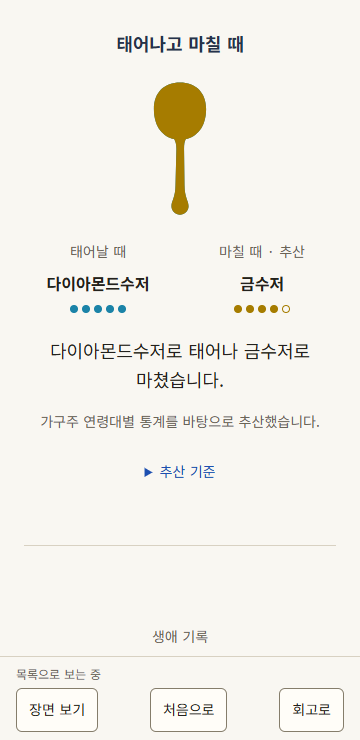 태어나고 마칠 때
태어날 때
마칠 때 · 추산
다이아몬드수저
금수저
다이아몬드수저로 태어나 금수저로
마쳤습니다.
가구주 연령대별 통계를 바탕으로 추산했습니다.
▶ 추산 기준
생애 기록
목록으로 보는 중
장면 보기
처음으로
회고로